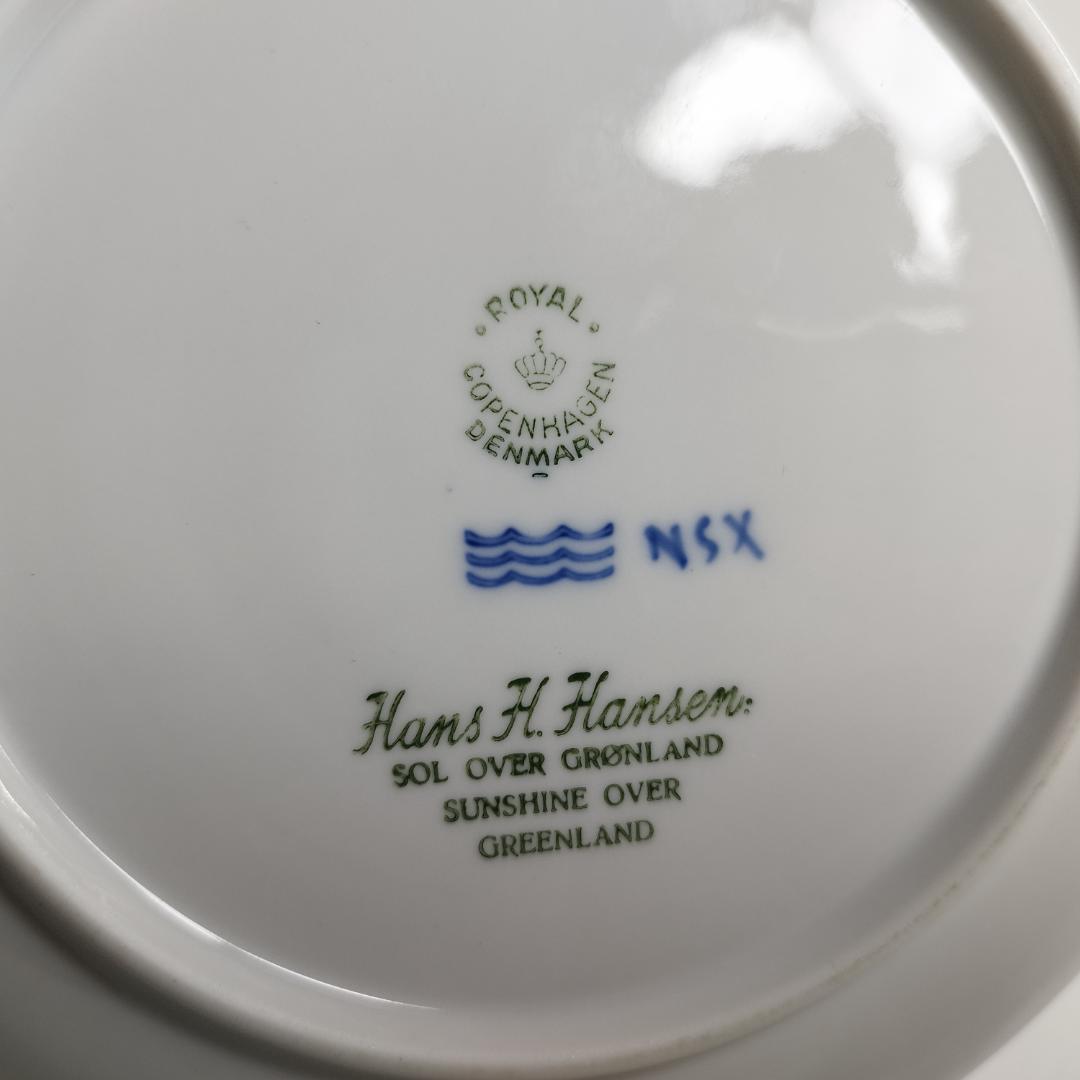 ROYAL
COPENHAGEN
DENMARK
NSX
Hans H. Hansen:
SOL OVER GRØNLAND
SUNSHINE OVER
GREENLAND